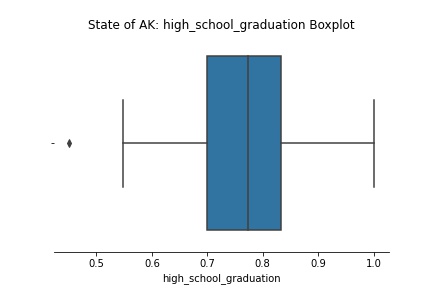 State of AK: high_school_graduation Boxplot
0.5 0.6 0.7 0.8 0.9 1.0
high_school_graduation